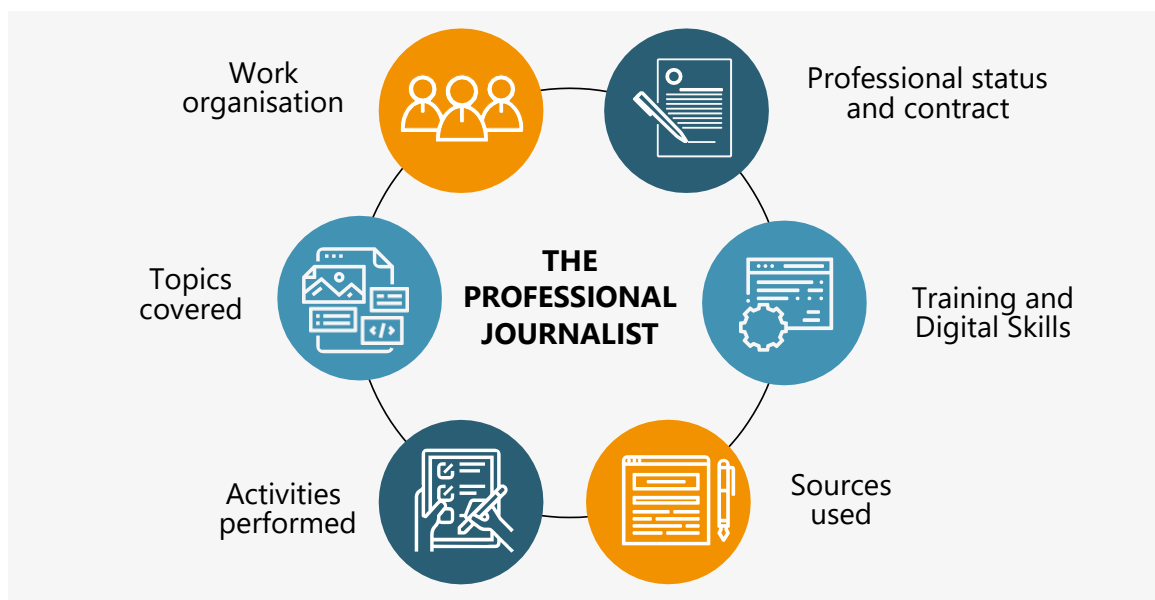 Work
organisation
Professional status
and contract
Topics
covered
THE
PROFESSIONAL
JOURNALIST
Training and
Digital Skills
Activities
performed
Sources
used